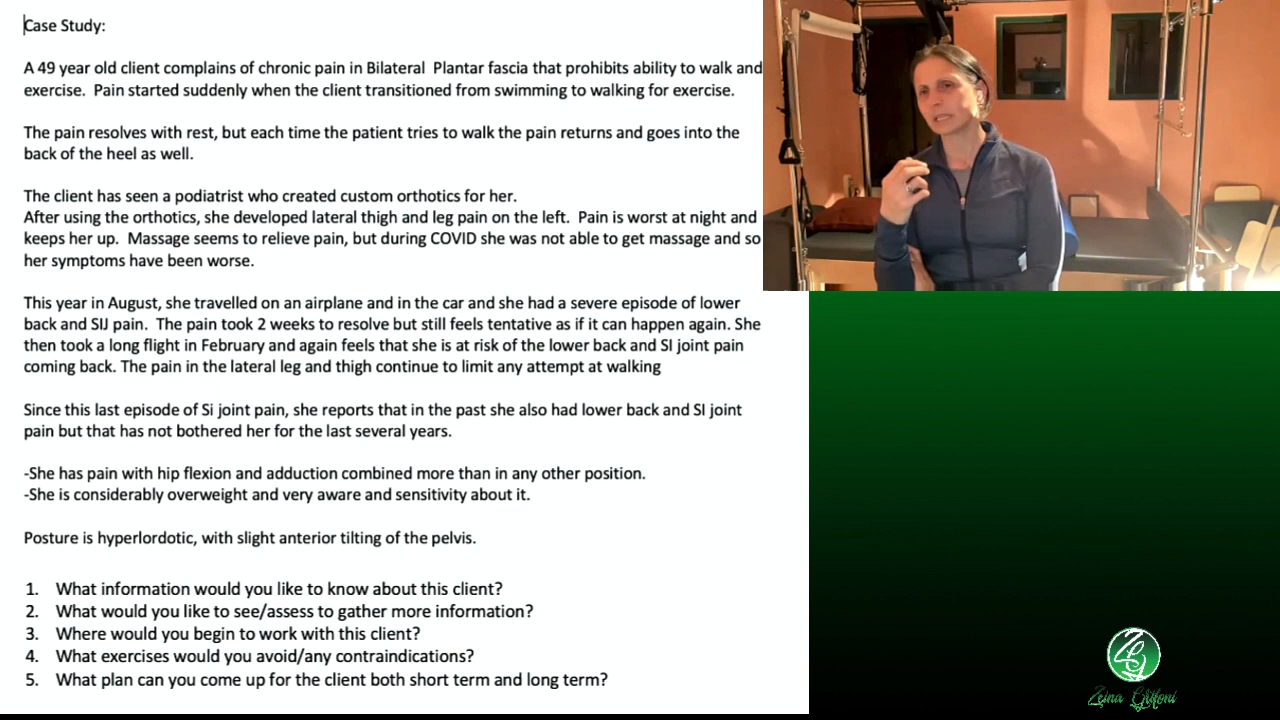 Case Study:
A 49 year old client complains of chronic pain in Bilateral Plantar fascia that prohibits ability to walk and
exercise. Pain started suddenly when the client transitioned from swimming to walking for exercise.
The pain resolves with rest, but each time the patient tries to walk the pain returns and goes into the
back of the heel as well.
The client has seen a podiatrist who created custom orthotics for her.
After using the orthotics, she developed lateral thigh and leg pain on the left. Pain is worst at night and
keeps her up. Massage seems to relieve pain, but during COVID she was not able to get massage and so
her symptoms have been worse.
This year in August, she travelled on an airplane and in the car and she had a severe episode of lower
back and SIJ pain. The pain took 2 weeks to resolve but still feels tentative as if it can happen again. She
then took a long flight in February and again feels that she is at risk of the lower back and SI joint pain
coming back. The pain in the lateral leg and thigh continue to limit any attempt at walking
Since this last episode of Si joint pain, she reports that in the past she also had lower back and SI joint
pain but that has not bothered her for the last several years.
-She has pain with hip flexion and adduction combined more than in any other position.
-She is considerably overweight and very aware and sensitivity about it.
Posture is hyperlordotic, with slight anterior tilting of the pelvis.
1. What information would you like to know about this client?
2. What would you like to see/assess to gather more information?
3. Where would you begin to work with this client?
4. What exercises would you avoid/any contraindications?
5. What plan can you come up for the client both short term and long term?
ZG
Zeina Grifoni